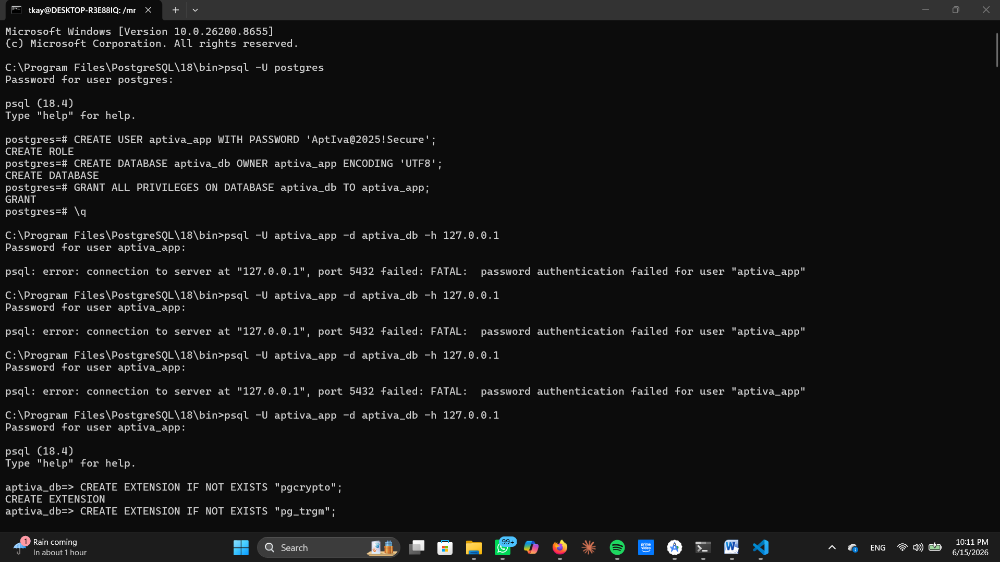 tkay@DESKTOP-R3E88IQ: /mr
Microsoft Windows [Version 10.0.26200.8655]
(c) Microsoft Corporation. All rights reserved.
C:\Program Files\PostgreSQL\18\bin>psql -U postgres
Password for user postgres:
psql (18.4)
Type "help" for help.
postgres=# CREATE USER aptiva_app WITH PASSWORD 'AptIva@2025!Secure';
CREATE ROLE
postgres=# CREATE DATABASE aptiva_db OWNER aptiva_app ENCODING 'UTF8';
CREATE DATABASE
postgres=# GRANT ALL PRIVILEGES ON DATABASE aptiva_db TO aptiva_app;
GRANT
postgres=# \q
C:\Program Files\PostgreSQL\18\bin>psql -U aptiva_app -d aptiva_db -h 127.0.0.1
Password for user aptiva_app:
psql: error: connection to server at "127.0.0.1", port 5432 failed: FATAL:  password authentication failed for user "aptiva_app"
C:\Program Files\PostgreSQL\18\bin>psql -U aptiva_app -d aptiva_db -h 127.0.0.1
Password for user aptiva_app:
psql: error: connection to server at "127.0.0.1", port 5432 failed: FATAL:  password authentication failed for user "aptiva_app"
C:\Program Files\PostgreSQL\18\bin>psql -U aptiva_app -d aptiva_db -h 127.0.0.1
Password for user aptiva_app:
psql: error: connection to server at "127.0.0.1", port 5432 failed: FATAL:  password authentication failed for user "aptiva_app"
C:\Program Files\PostgreSQL\18\bin>psql -U aptiva_app -d aptiva_db -h 127.0.0.1
Password for user aptiva_app:
psql (18.4)
Type "help" for help.
aptiva_db=> CREATE EXTENSION IF NOT EXISTS "pgcrypto";
CREATE EXTENSION
aptiva_db=> CREATE EXTENSION IF NOT EXISTS "pg_trgm";
1
Rain coming
In about 1 hour
Search
99+
prime video
ENG
10:11 PM
6/15/2026